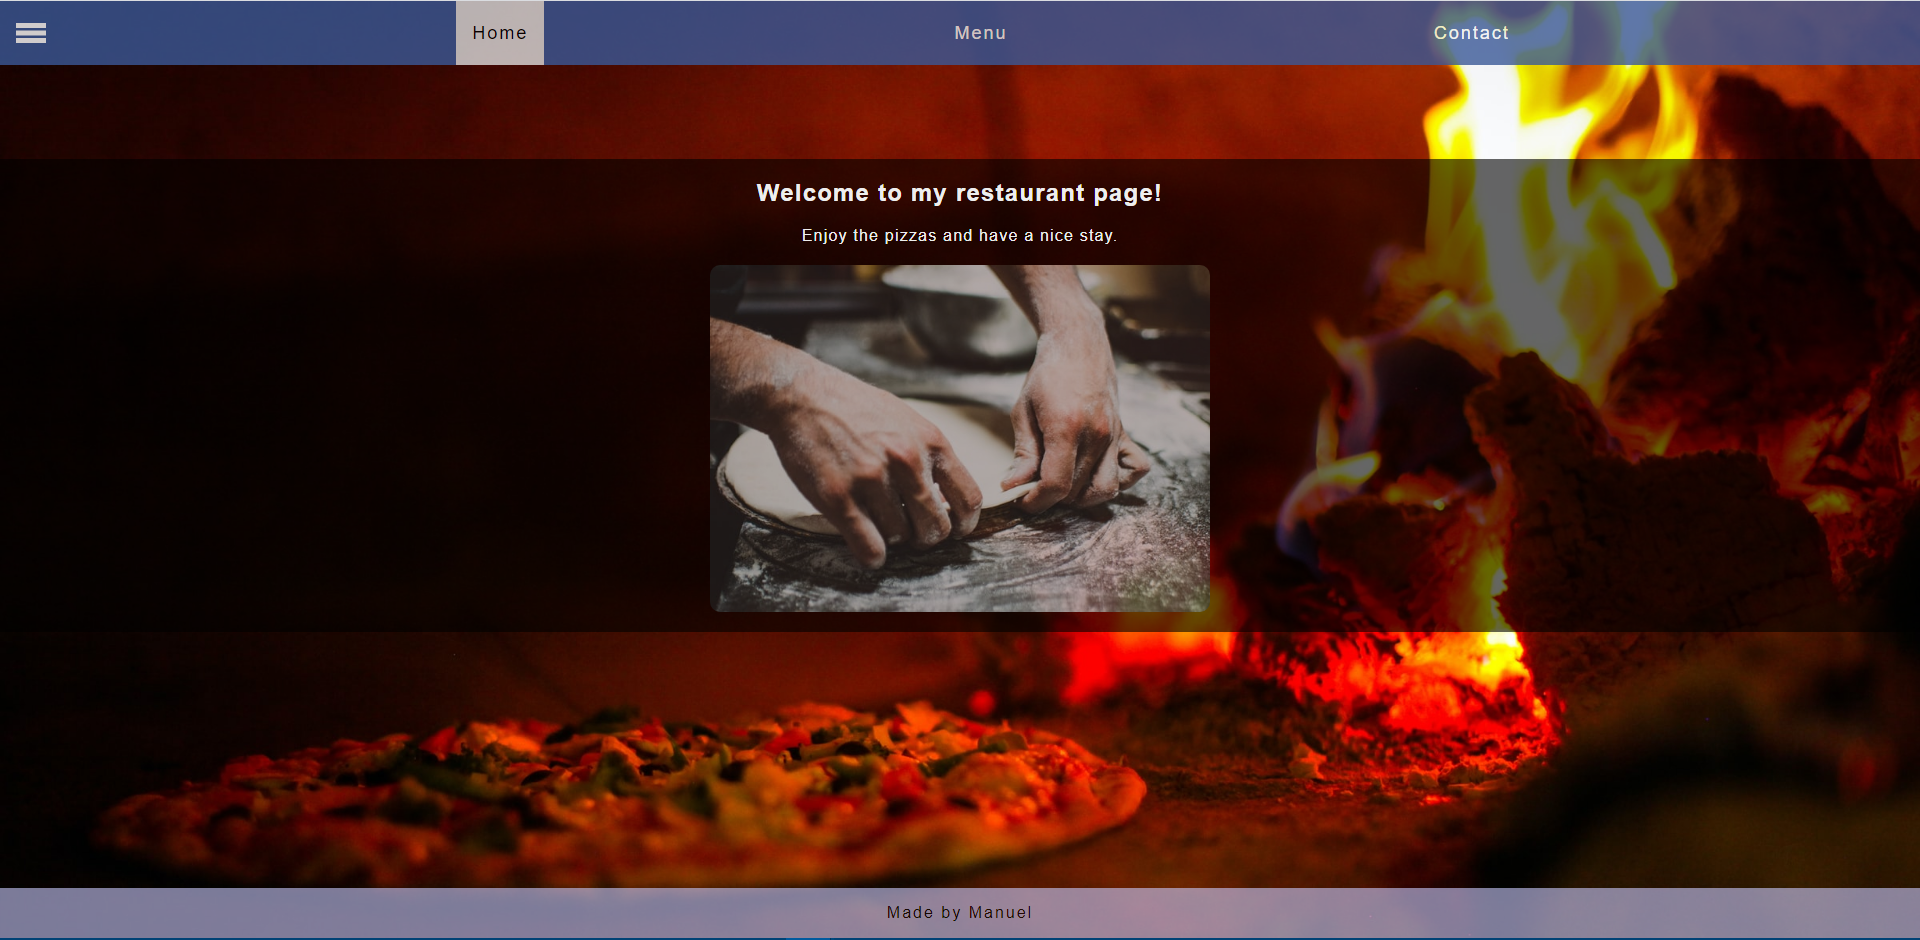 Home
Menu
Contact
Welcome to my restaurant page!
Enjoy the pizzas and have a nice stay.
Made by Manuel